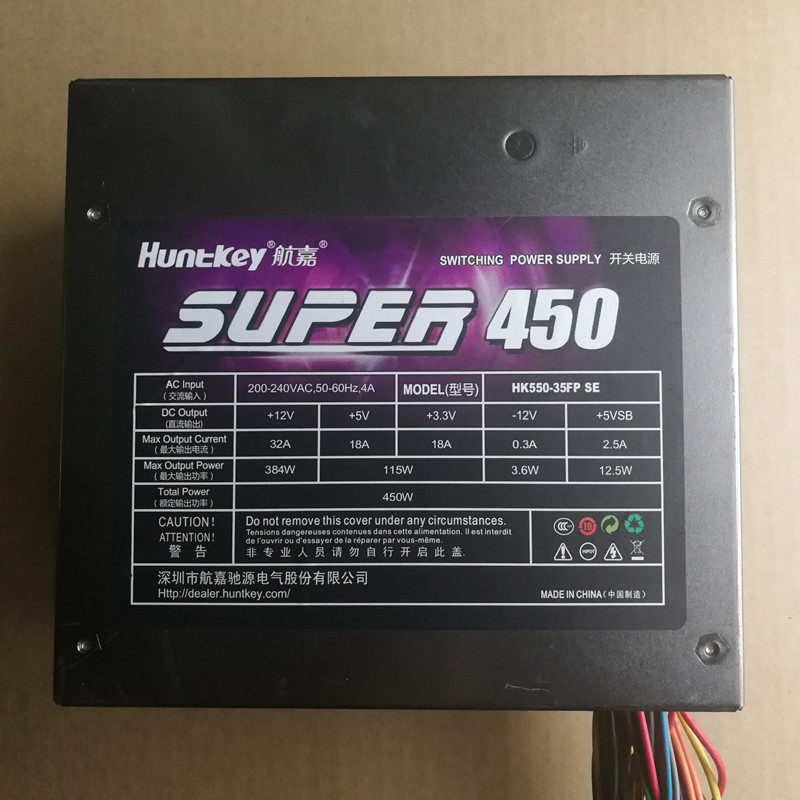 Huntkey® 航嘉®
SWITCHING POWER SUPPLY 开关电源
SUPER 450
AC Input (交流输入) 200-240VAC,50-60Hz,4A MODEL(型号) HK550-35FP SE
DC Output (直流输出) +12V +5V +3.3V -12V +5VSB
Max Output Current (最大输出电流) 32A 18A 18A 0.3A 2.5A
Max Output Power (最大输出功率) 384W 115W 3.6W 12.5W
Total Power (额定输出功率) 450W
CAUTION!
ATTENTION!
警告
Do not remove this cover under any circumstances.
Tensions dangereuses contenues dans cette alimentation. Il est interdit
de l'ouvrir ou d'essayer de la réparer par vous-même.
非专业人员请勿自行开启此盖.
CCC 10
HIPOT
深圳市航嘉驰源电气股份有限公司
Http://dealer.huntkey.com/
MADE IN CHINA(中国制造)